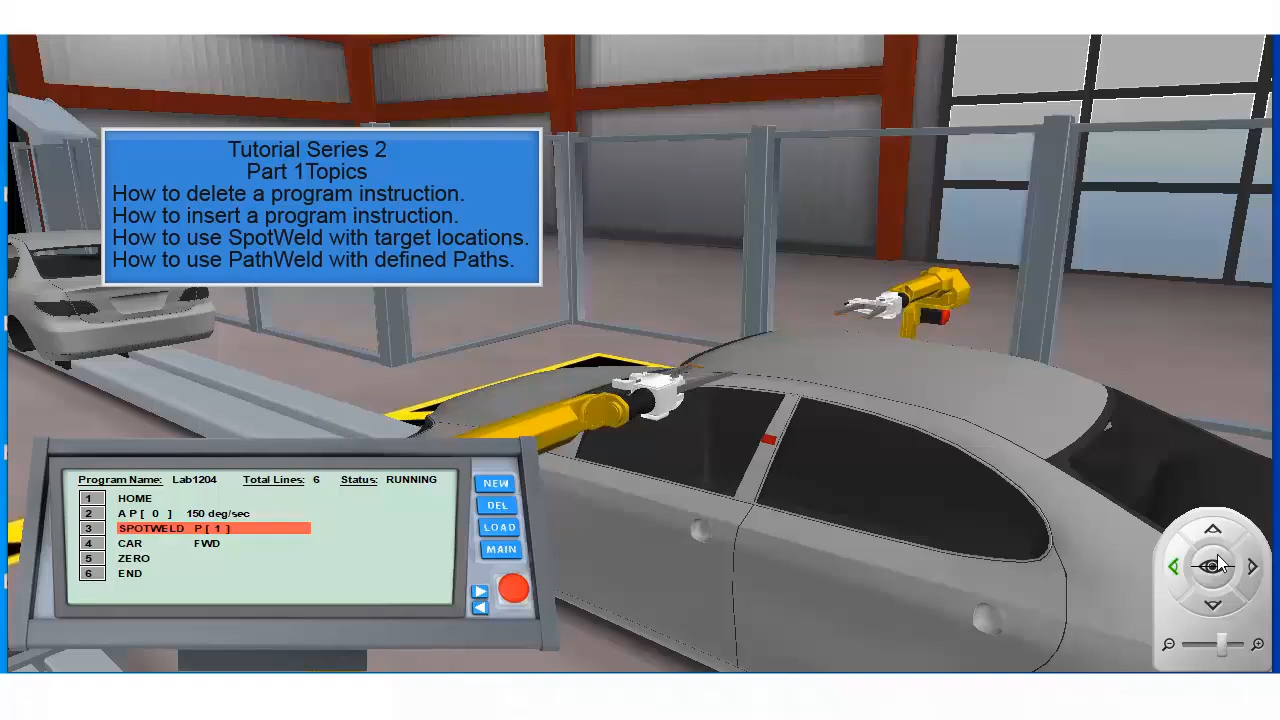 Tutorial Series 2
Part 1Topics
How to delete a program instruction.
How to insert a program instruction.
How to use SpotWeld with target locations.
How to use PathWeld with defined Paths.
Program Name: Lab1204 Total Lines: 6 Status: RUNNING
1 HOME
2 A P [ 0 ] 150 deg/sec
3 SPOTWELD P [ 1 ]
4 CAR FWD
5 ZERO
6 END
NEW
DEL
LOAD
MAIN